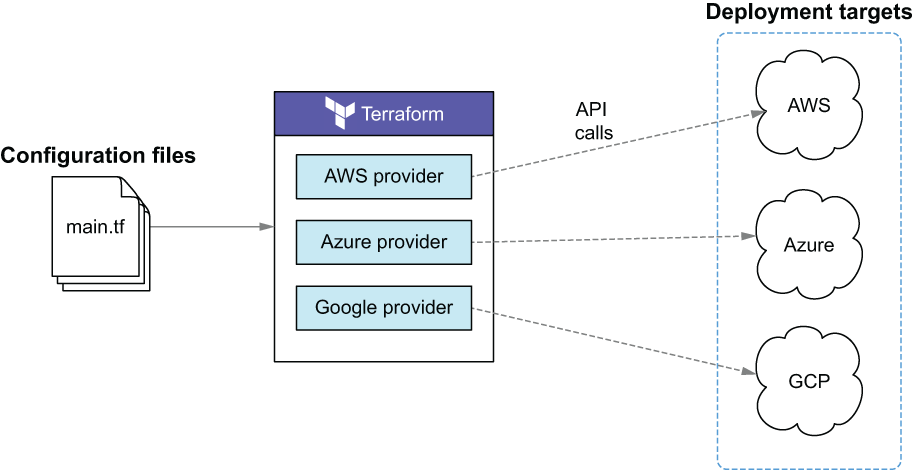 Deployment targets
AWS
API
calls
Terraform
Configuration files
AWS provider
main.tf
Azure provider
Azure
Google provider
GCP